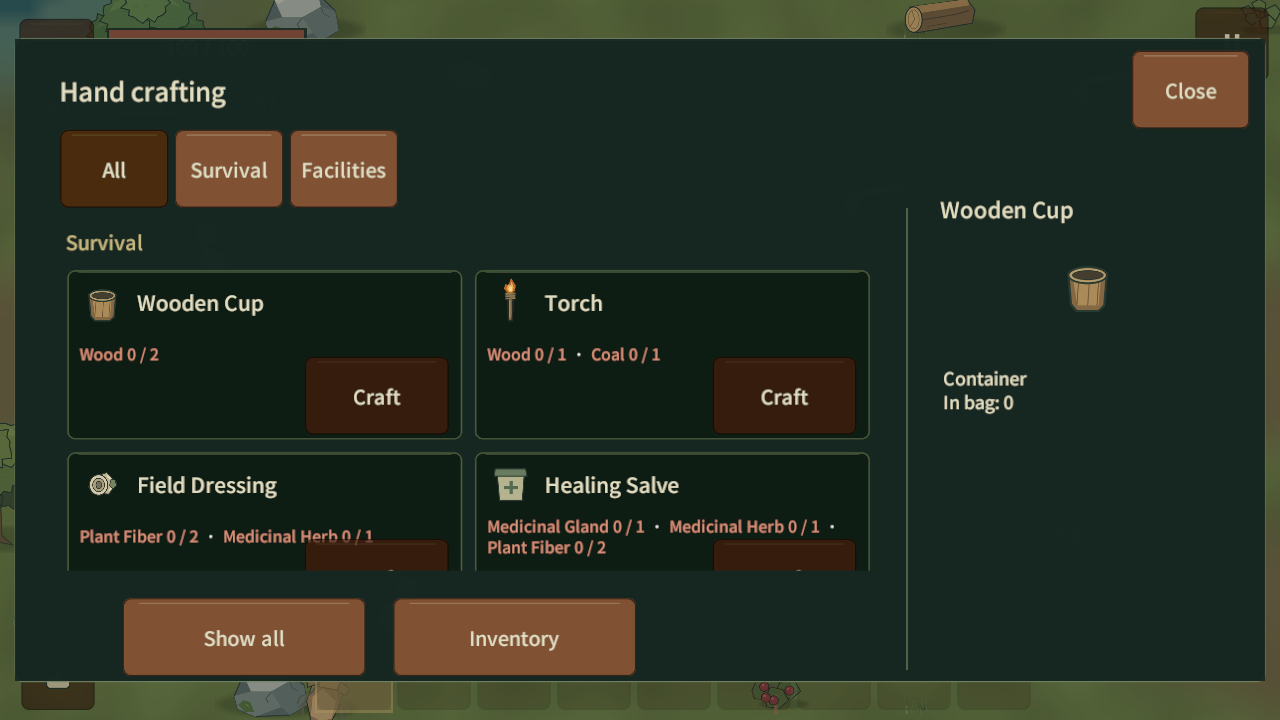 Hand crafting
Close
All
Survival
Facilities
Survival
Wooden Cup
Wood 0 / 2
Craft
Torch
Wood 0 / 1 · Coal 0 / 1
Craft
Field Dressing
Plant Fiber 0 / 2 · Medicinal Herb 0 / 1
Healing Salve
Medicinal Gland 0 / 1 · Medicinal Herb 0 / 1 ·
Plant Fiber 0 / 2
Wooden Cup
Container
In bag: 0
Show all
Inventory